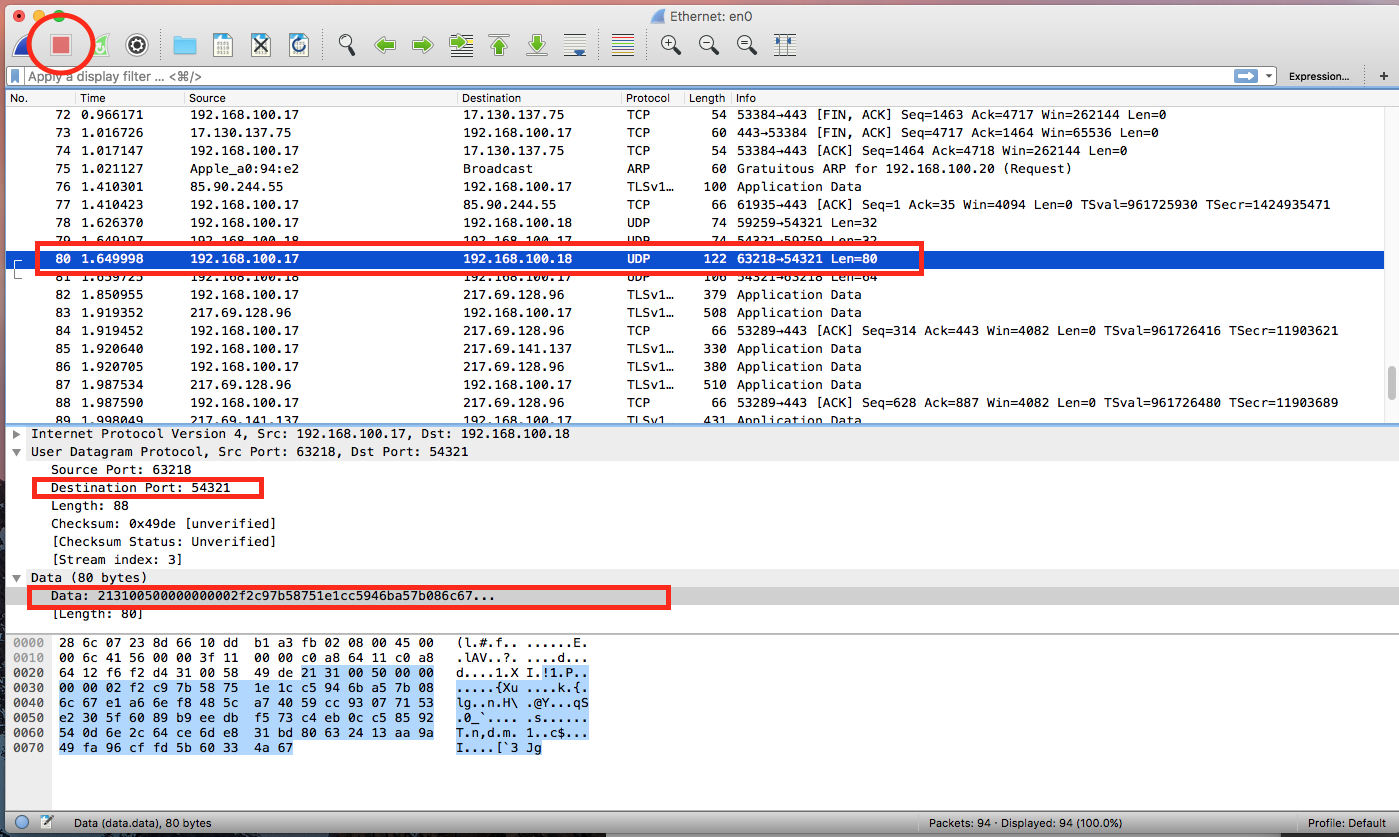 Ethernet: en0
Apply a display filter ... <⌘/>
Expression...
+
No. Time Source Destination Protocol Length Info
72 0.966171 192.168.100.17 17.130.137.75 TCP 54 53384→443 [FIN, ACK] Seq=1463 Ack=4717 Win=262144 Len=0
73 1.016726 17.130.137.75 192.168.100.17 TCP 60 443→53384 [FIN, ACK] Seq=4717 Ack=1464 Win=65536 Len=0
74 1.017147 192.168.100.17 17.130.137.75 TCP 54 53384→443 [ACK] Seq=1464 Ack=4718 Win=262144 Len=0
75 1.021127 Apple_a0:94:e2 Broadcast ARP 60 Gratuitous ARP for 192.168.100.20 (Request)
76 1.410301 85.90.244.55 192.168.100.17 TLSv1… 100 Application Data
77 1.410423 192.168.100.17 85.90.244.55 TCP 66 61935→443 [ACK] Seq=1 Ack=35 Win=4094 Len=0 TSval=961725930 TSecr=1424935471
78 1.626370 192.168.100.17 192.168.100.18 UDP 74 59259→54321 Len=32
79 1.649197 192.168.100.18 192.168.100.17 UDP 74 54321→59259 Len=32
80 1.649998 192.168.100.17 192.168.100.18 UDP 122 63218→54321 Len=80
81 1.659725 192.168.100.18 192.168.100.17 UDP 106 54321→63218 Len=64
82 1.850955 192.168.100.17 217.69.128.96 TLSv1… 379 Application Data
83 1.919352 217.69.128.96 192.168.100.17 TLSv1… 508 Application Data
84 1.919452 192.168.100.17 217.69.128.96 TCP 66 53289→443 [ACK] Seq=314 Ack=443 Win=4082 Len=0 TSval=961726416 TSecr=11903621
85 1.920640 192.168.100.17 217.69.141.137 TLSv1… 330 Application Data
86 1.920705 192.168.100.17 217.69.128.96 TLSv1… 380 Application Data
87 1.987534 217.69.128.96 192.168.100.17 TLSv1… 510 Application Data
88 1.987590 192.168.100.17 217.69.128.96 TCP 66 53289→443 [ACK] Seq=628 Ack=887 Win=4082 Len=0 TSval=961726480 TSecr=11903689
89 1.998049 217.69.141.137 192.168.100.17 TLSv1… 431 Application Data
Internet Protocol Version 4, Src: 192.168.100.17, Dst: 192.168.100.18
User Datagram Protocol, Src Port: 63218, Dst Port: 54321
Source Port: 63218
Destination Port: 54321
Length: 88
Checksum: 0x49de [unverified]
[Checksum Status: Unverified]
[Stream index: 3]
Data (80 bytes)
Data: 213100500000000002f2c97b58751e1cc5946ba57b086c67...
[Length: 80]
0000 28 6c 07 23 8d 66 10 dd b1 a3 fb 02 08 00 45 00 (l.#.f.. ......E.
0010 00 6c 41 56 00 00 3f 11 00 00 c0 a8 64 11 c0 a8 .lAV..?. ....d...
0020 64 12 f6 f2 d4 31 00 58 49 de 21 31 00 50 00 00 d....1.X I.!1.P..
0030 00 00 02 f2 c9 7b 58 75 1e 1c c5 94 6b a5 7b 08 .....{Xu ....k.{.
0040 6c 67 e1 a6 6e f8 48 5c a7 40 59 cc 93 07 71 53 lg..n.H\ .@Y...qS
0050 e2 30 5f 60 89 b9 ee db f5 73 c4 eb 0c c5 85 92 .0_`.... .s......
0060 54 0d 6e 2c 64 ce 6d e8 31 bd 80 63 24 13 aa 9a T.n,d.m. 1..c$...
0070 49 fa 96 cf fd 5b 60 33 4a 67 I....[`3 Jg
Data (data.data), 80 bytes
Packets: 94 · Displayed: 94 (100.0%)
Profile: Default